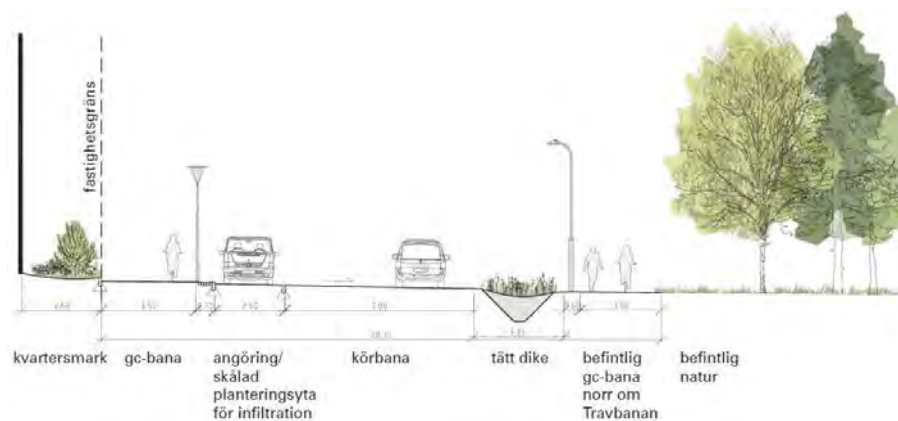 fastighetsgräns
kvartersmark
gc-bana
angöring/
skålad
planteringsyta
för infiltration
körbana
tätt dike
befintlig
gc-bana
norr om
Travbanan
befintlig
natur